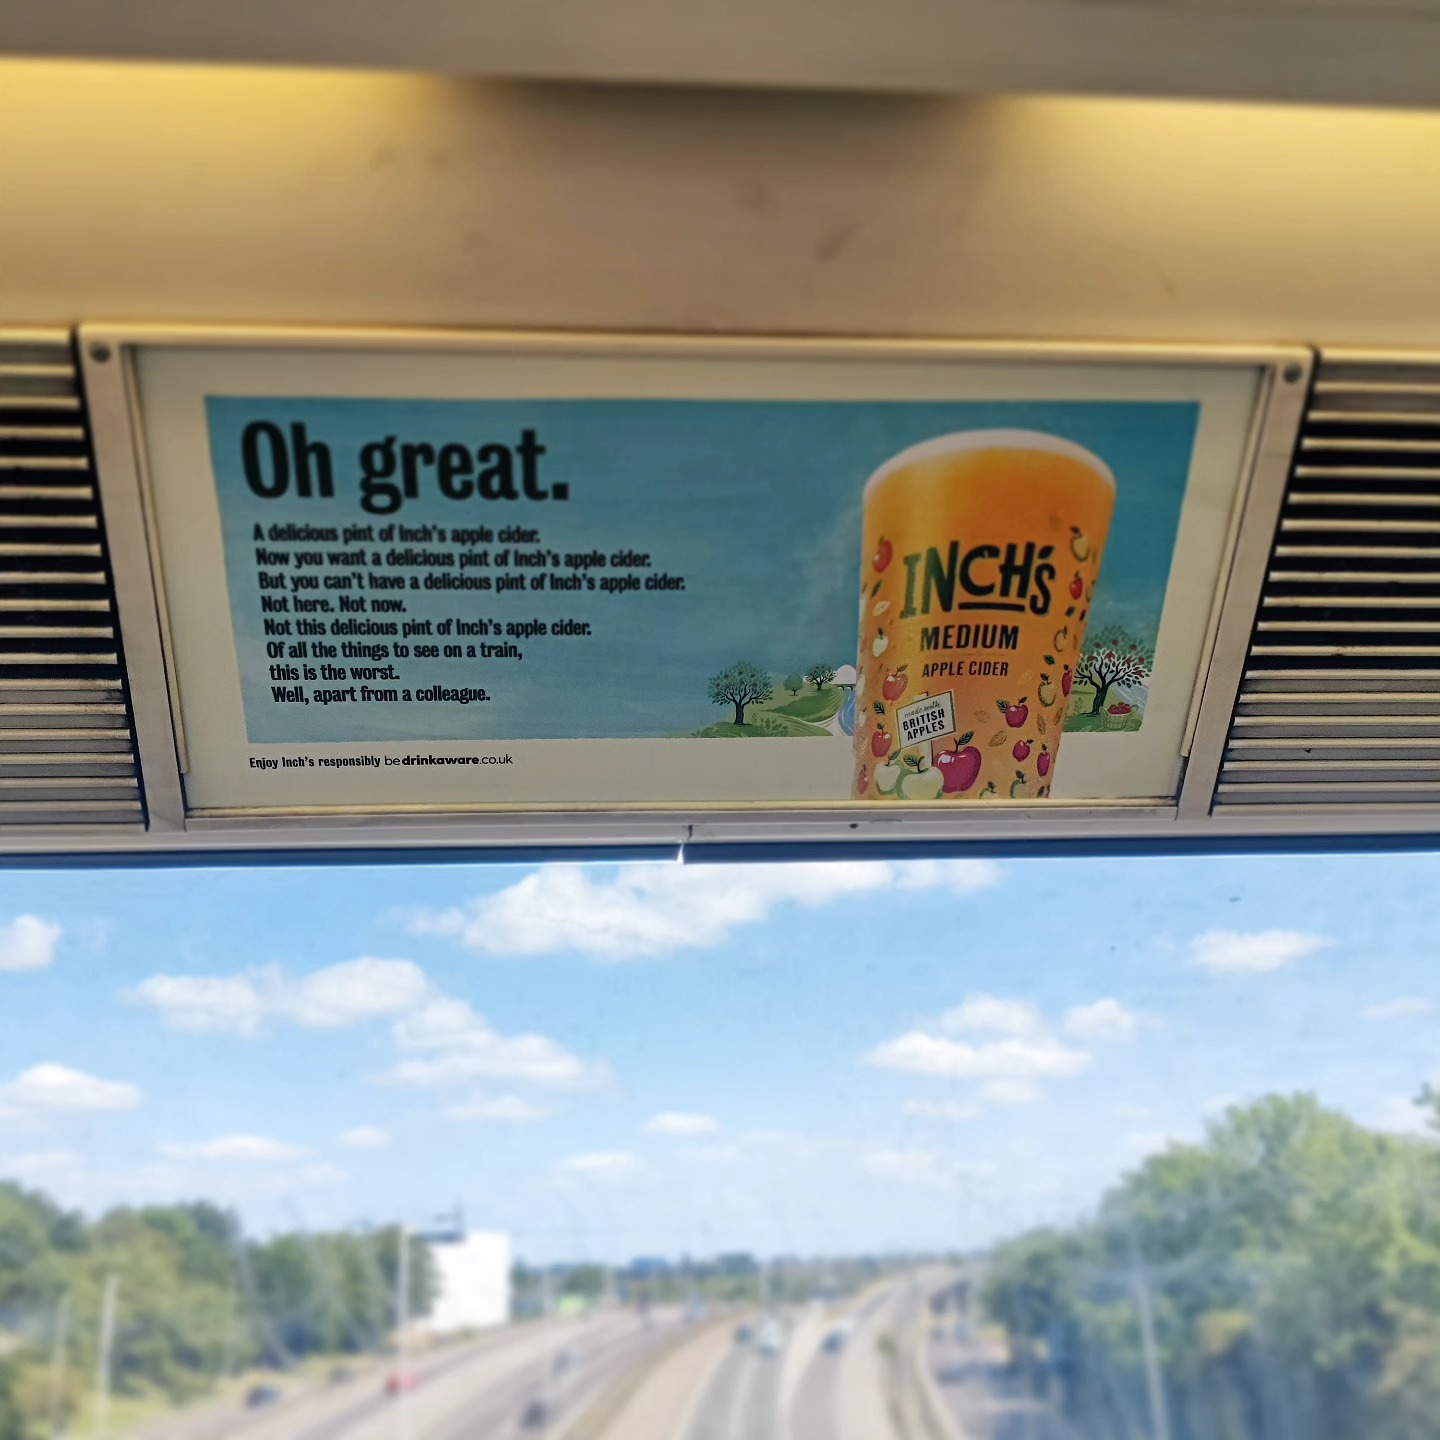 Oh great.
A delicious pint of Inch's apple cider.
Now you want a delicious pint of Inch's apple cider.
But you can't have a delicious pint of Inch's apple cider.
Not here. Not now.
Not this delicious pint of Inch's apple cider.
Of all the things to see on a train,
this is the worst.
Well, apart from a colleague.
Enjoy Inch's responsibly bedrinkaware.co.uk
INCH'S
MEDIUM
APPLE CIDER
made with
BRITISH
APPLES